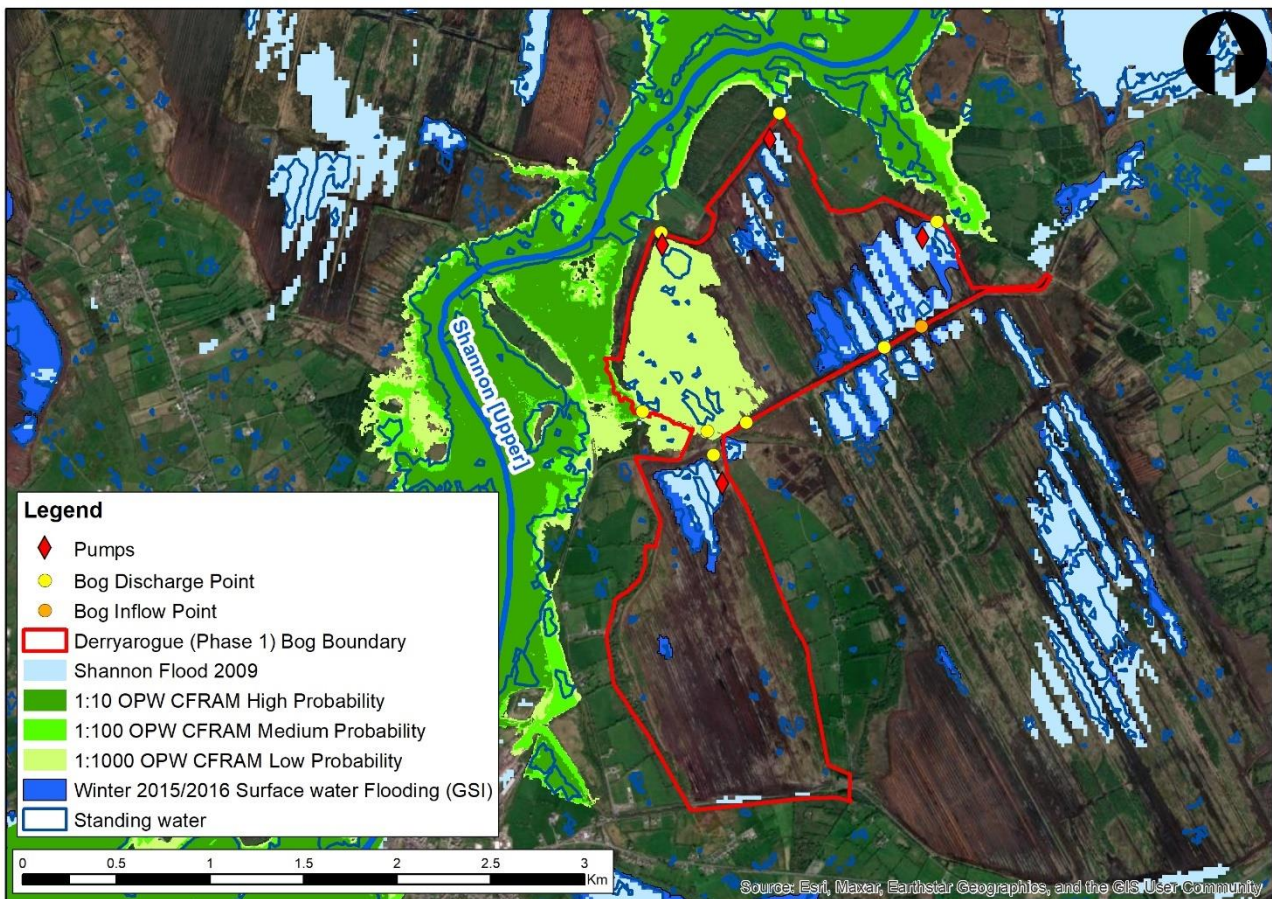 Shannon [Upper]
Legend
Pumps
Bog Discharge Point
Bog Inflow Point
Derryarogue (Phase 1) Bog Boundary
Shannon Flood 2009
1:10 OPW CFRAM High Probability
1:100 OPW CFRAM Medium Probability
1:1000 OPW CFRAM Low Probability
Winter 2015/2016 Surface water Flooding (GSI)
Standing water
0 0.5 1 1.5 2 2.5 3
Km
Source: Esri, Maxar, Earthstar Geographics, and the GIS User Community